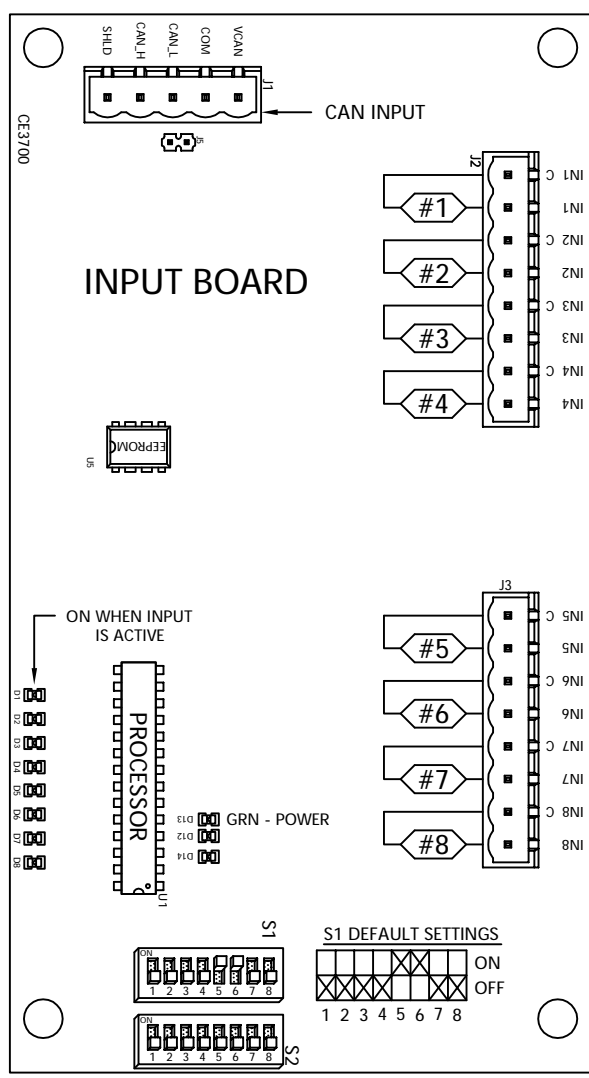 SHLD
CAN_H
CAN_L
COM
VCAN
J1
CAN INPUT
CE3700
J5
J2
IN1 C
#1
IN1
IN2 C
INPUT BOARD
#2
IN2
IN3 C
#3
IN3
IN4 C
#4
IN4
EEPROM
U5
J3
ON WHEN INPUT
IS ACTIVE
IN5 C
#5
IN5
IN6 C
#6
IN6
IN7 C
#7
IN7
IN8 C
#8
IN8
D1
D2
D3
D4
D5
D6
D7
D8
PROCESSOR
U1
D13 GRN - POWER
D12
D14
S1
ON
1 2 3 4 5 6 7 8
S1 DEFAULT SETTINGS
ON
OFF
1 2 3 4 5 6 7 8
ON
1 2 3 4 5 6 7 8
S2